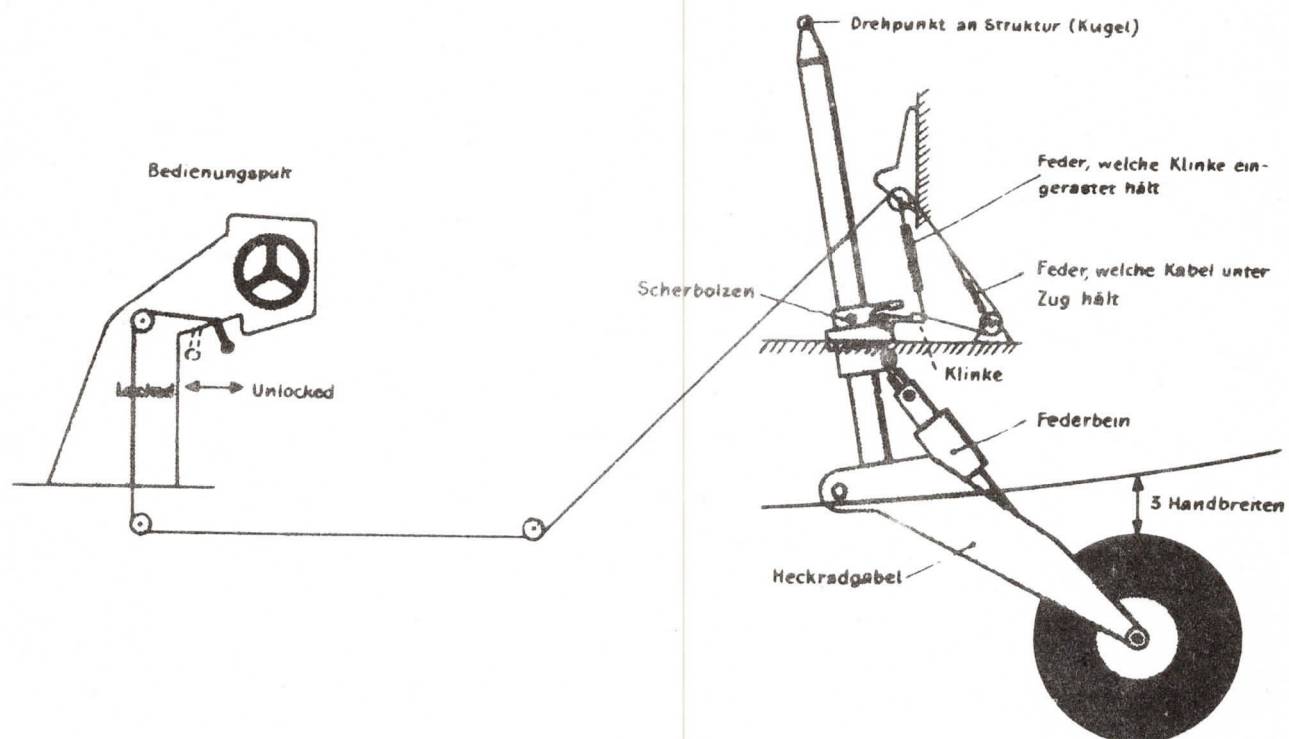 Drehpunkt an Struktur (Kugel)
Bedienungspult
Feder, welche Klinke ein-
gerastet hält
Feder, welche Kabel unter
Zug hält
Scherbolzen
Klinke
Locked
Unlocked
Federbein
3 Handbreiten
Heckradgabel